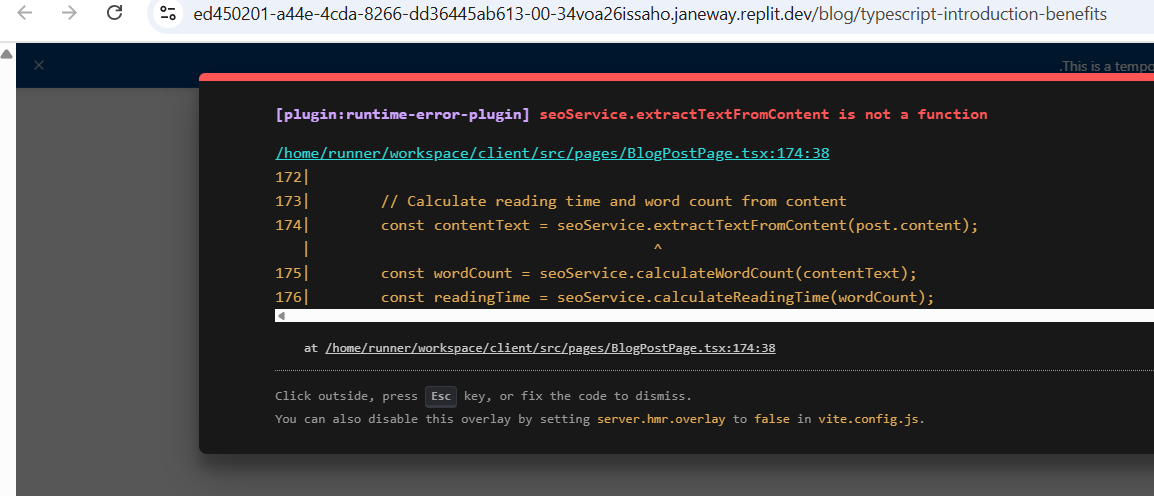 ed450201-a44e-4cda-8266-dd36445ab613-00-34voa26issaho.janeway.replit.dev/blog/typescript-introduction-benefits
.This is a tempo
[plugin:runtime-error-plugin] seoService.extractTextFromContent is not a function
/home/runner/workspace/client/src/pages/BlogPostPage.tsx:174:38
172|
173|        // Calculate reading time and word count from content
174|        const contentText = seoService.extractTextFromContent(post.content);
   |                                       ^
175|        const wordCount = seoService.calculateWordCount(contentText);
176|        const readingTime = seoService.calculateReadingTime(wordCount);
at /home/runner/workspace/client/src/pages/BlogPostPage.tsx:174:38
Click outside, press Esc key, or fix the code to dismiss.
You can also disable this overlay by setting server.hmr.overlay to false in vite.config.js.